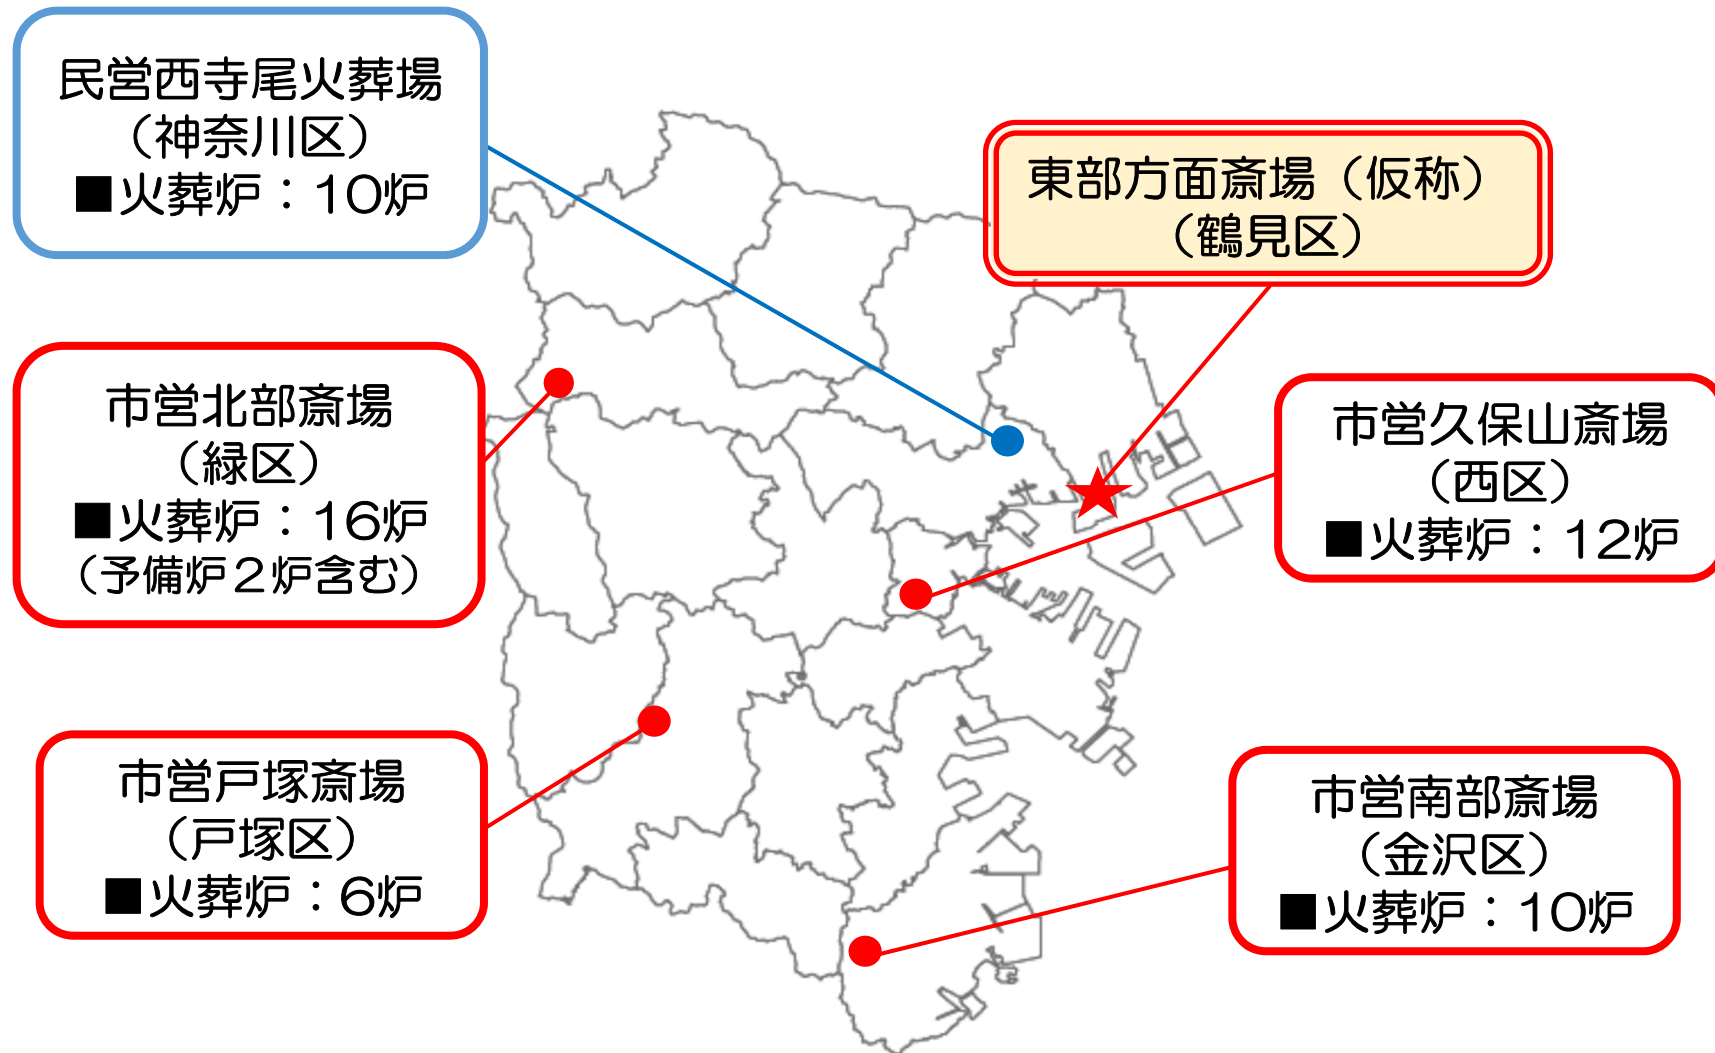 民営西寺尾火葬場
（神奈川区）
■火葬炉：10炉
東部方面斎場（仮称）
（鶴見区）
市営北部斎場
（緑区）
■火葬炉：16炉
（予備炉２炉含む）
市営久保山斎場
（西区）
■火葬炉：12炉
市営戸塚斎場
（戸塚区）
■火葬炉：6炉
市営南部斎場
（金沢区）
■火葬炉：10炉